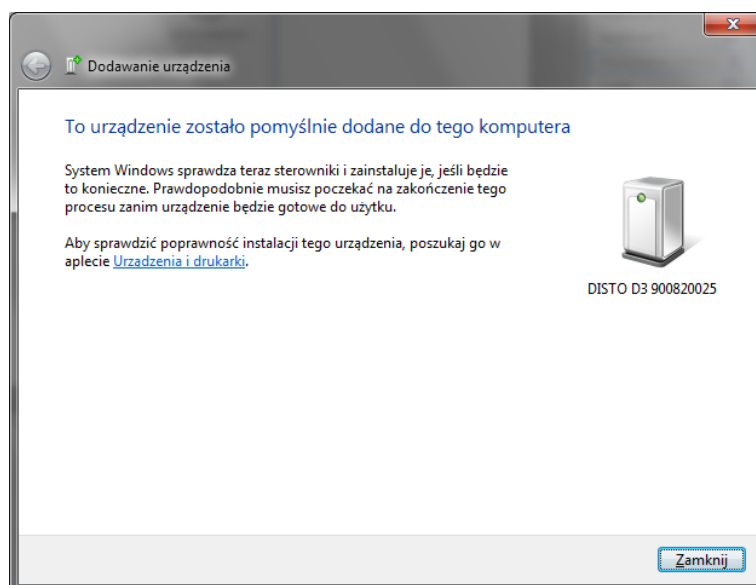 Dodawanie urządzenia
To urządzenie zostało pomyślnie dodane do tego komputera
System Windows sprawdza teraz sterowniki i zainstaluje je, jeśli będzie
to konieczne. Prawdopodobnie musisz poczekać na zakończenie tego
procesu zanim urządzenie będzie gotowe do użytku.
Aby sprawdzić poprawność instalacji tego urządzenia, poszukaj go w
aplecie Urządzenia i drukarki.
DISTO D3 900820025
Zamknij